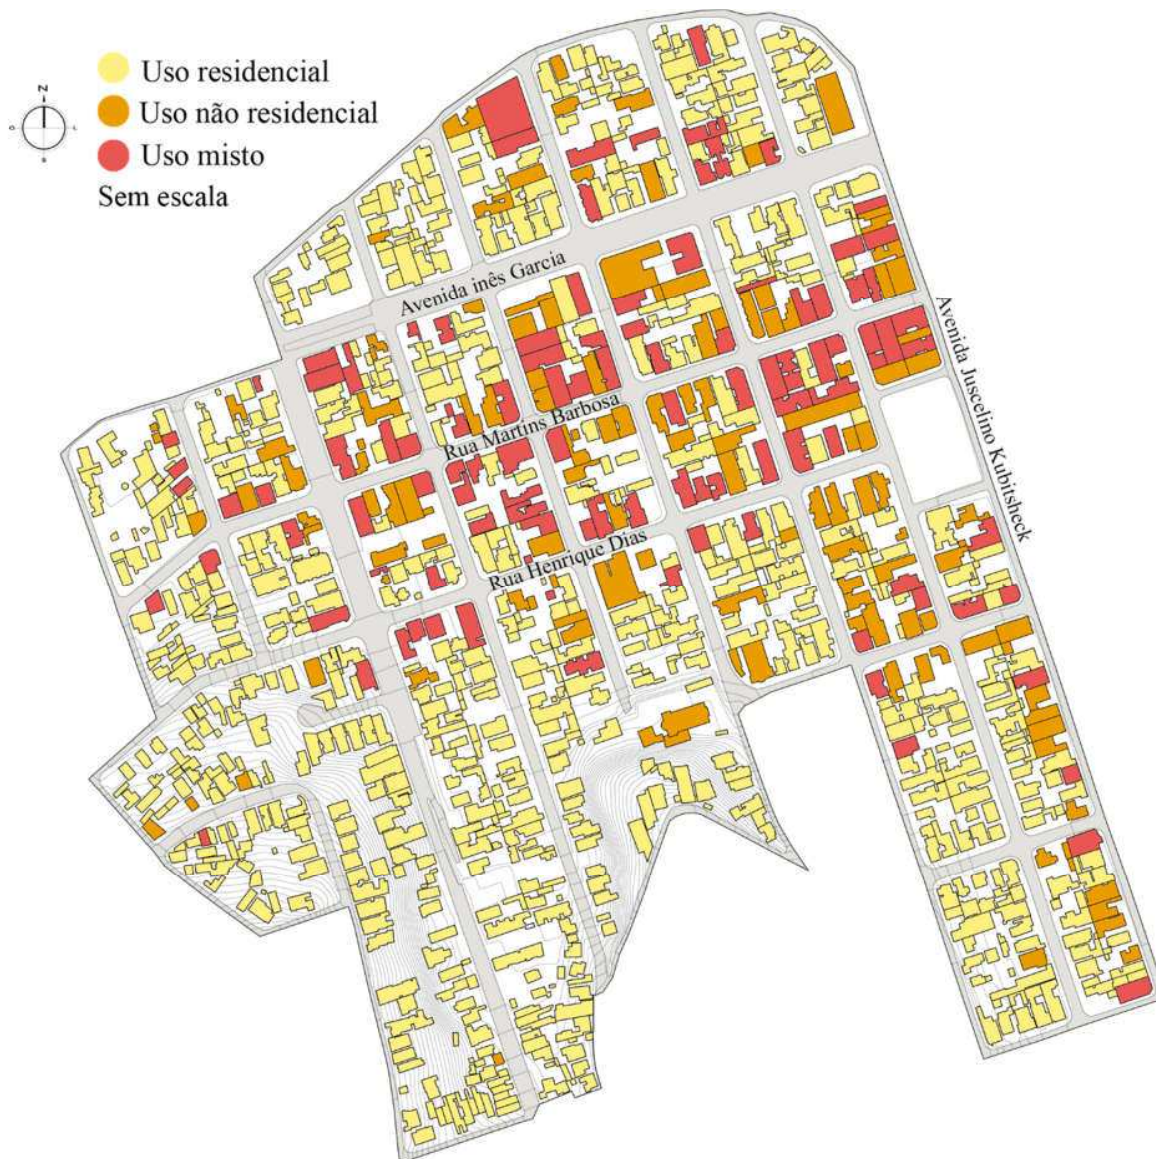 Uso residencial
Uso não residencial
Uso misto
Sem escala
Z
Avenida inês Garcia
Rua Martins Barbosa
Rua Henrique Dias
Avenida Juscelino Kubitsheck